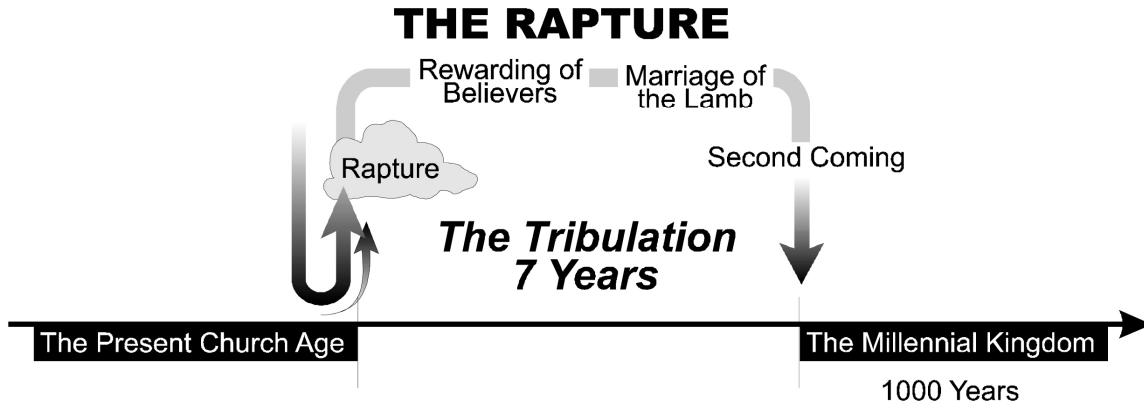 THE RAPTURE
Rewarding of
Believers
Marriage of
the Lamb
Rapture
Second Coming
The Tribulation
7 Years
The Present Church Age
The Millennial Kingdom
1000 Years